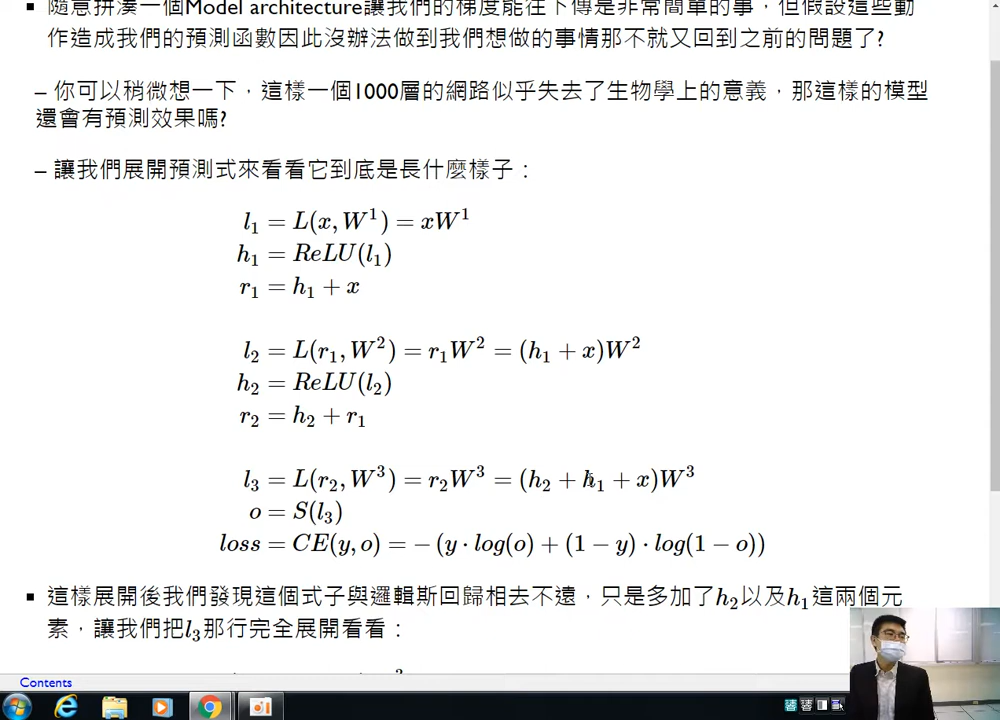 ▪ 隨意拼湊一個Model architecture讓我們的梯度能往下傳是非常簡單的事，但假設這些動
作造成我們的預測函數因此沒辦法做到我們想做的事情那不就又回到之前的問題了?
– 你可以稍微想一下，這樣一個1000層的網路似乎失去了生物學上的意義，那這樣的模型
還會有預測效果嗎?
– 讓我們展開預測式來看看它到底是長什麼樣子：
l₁ = L(x, W¹) = xW¹
h₁ = ReLU(l₁)
r₁ = h₁ + x
l₂ = L(r₁, W²) = r₁W² = (h₁ + x)W²
h₂ = ReLU(l₂)
r₂ = h₂ + r₁
l₃ = L(r₂, W³) = r₂W³ = (h₂ + h₁ + x)W³
o = S(l₃)
loss = CE(y, o) = −(y · log(o) + (1 − y) · log(1 − o))
▪ 這樣展開後我們發現這個式子與邏輯斯回歸相去不遠，只是多加了h₂以及h₁這兩個元
素，讓我們把l₃那行完全展開看看：
Contents